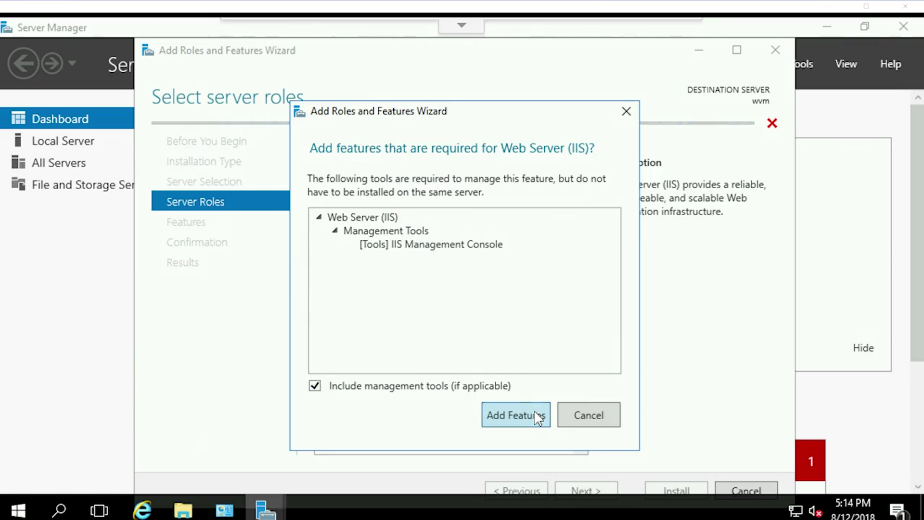 Server Manager
Add Roles and Features Wizard
Tools View Help
Select server roles
DESTINATION SERVER
wvm
Dashboard
Local Server
All Servers
File and Storage Ser
Before You Begin
Installation Type
Server Selection
Server Roles
Features
Confirmation
Results
Add Roles and Features Wizard
Add features that are required for Web Server (IIS)?
The following tools are required to manage this feature, but do not
have to be installed on the same server.
Web Server (IIS)
Management Tools
[Tools] IIS Management Console
Include management tools (if applicable)
Add Features
Cancel
ption
erver (IIS) provides a reliable,
eable, and scalable Web
tion infrastructure.
Hide
1
< Previous
Next >
Install
Cancel
5:14 PM
8/12/2018